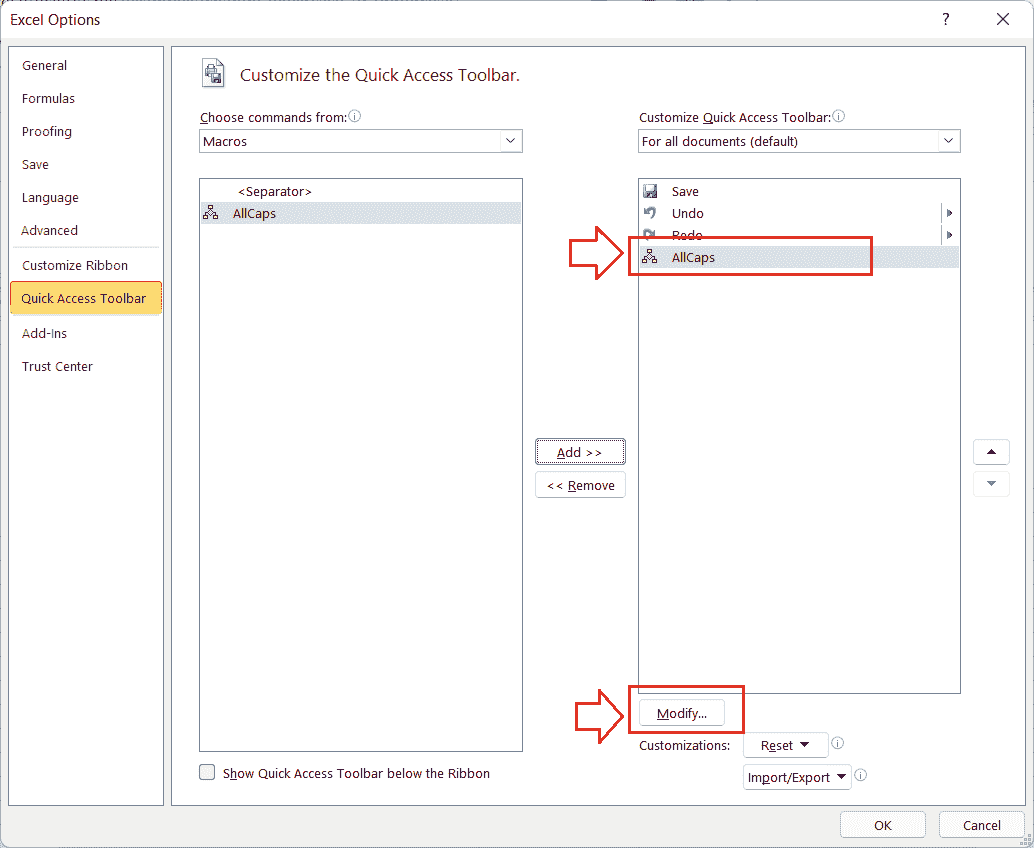 Excel Options
?
General
Formulas
Proofing
Save
Language
Advanced
Customize Ribbon
Quick Access Toolbar
Add-Ins
Trust Center
Customize the Quick Access Toolbar.
Choose commands from:
Macros
<Separator>
AllCaps
Add >>
<< Remove
Show Quick Access Toolbar below the Ribbon
Customize Quick Access Toolbar:
For all documents (default)
Save
Undo
Redo
AllCaps
Modify...
Customizations:
Reset
Import/Export
OK
Cancel